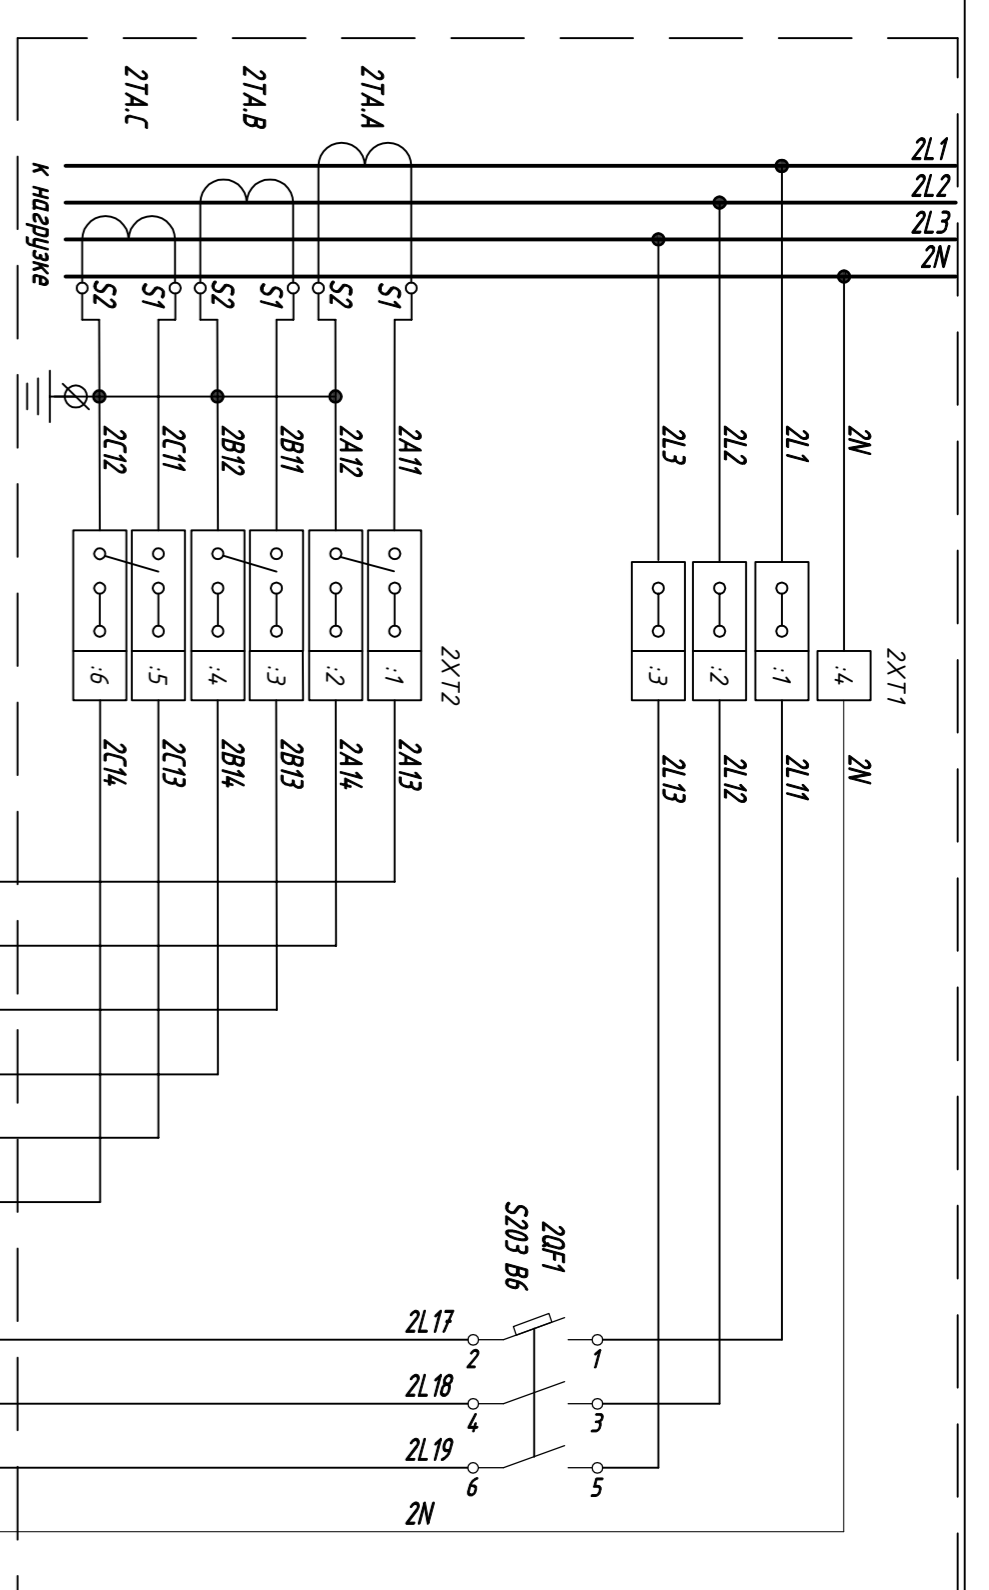 2TA.C
2TA.B
2TA.A
2L1
2L2
2L3
2N
к нагрузке
S2
S1
S2
S1
S2
S1
2C12
2C11
2B12
2B11
2A12
2A11
2L3
2L2
2L1
2N
:6
:5
:4
:3
:2
:1
2XT2
:3
:2
:1
:4
2XT1
2C14
2C13
2B14
2B13
2A14
2A13
2L13
2L12
2L11
2N
2QF1
S203 B6
2L17
2
1
2L18
4
3
2L19
6
5
2N